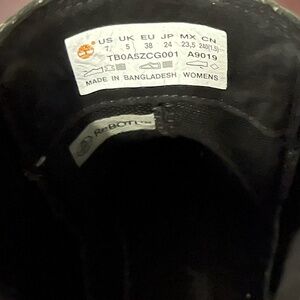 US UK EU JP MX CN
7 5 38 24 23,5 240(1.5)
TB0A5ZCG001 A9019
MADE IN BANGLADESH WOMENS
ReBOTL